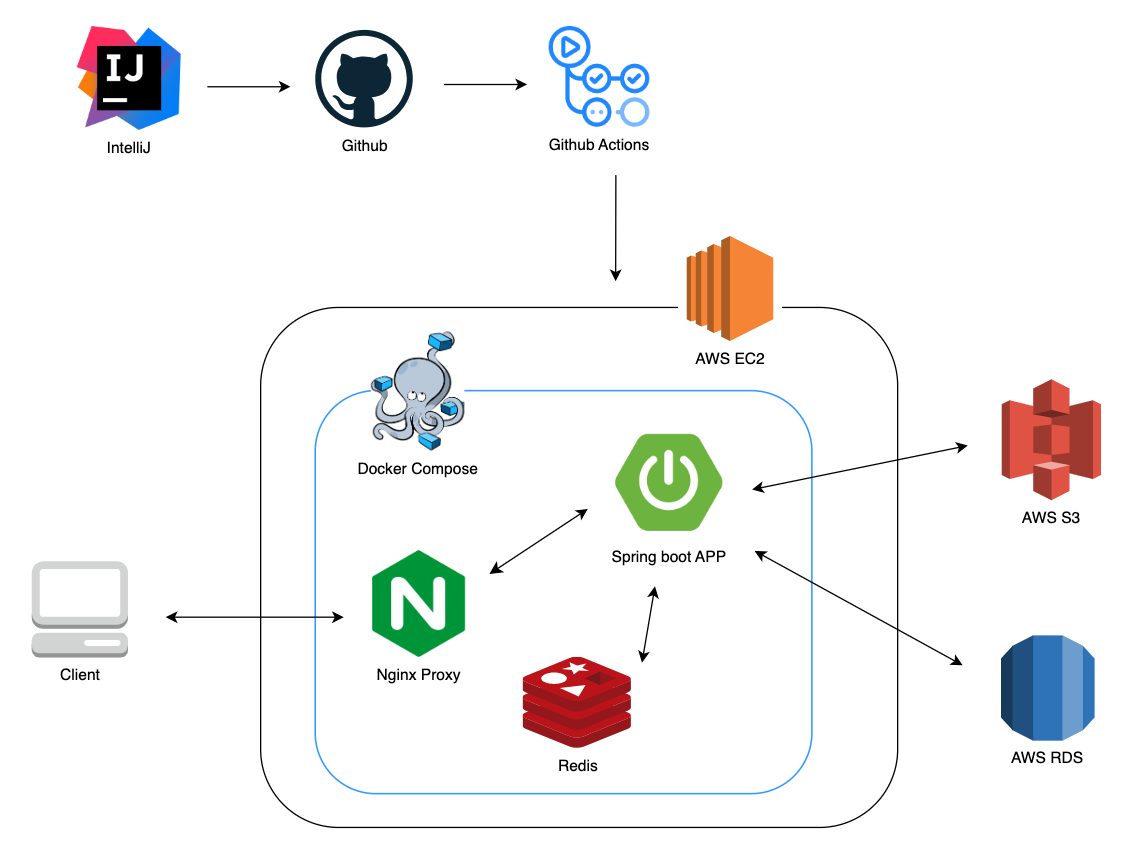 IJ
IntelliJ
Github
Github Actions
AWS EC2
Docker Compose
Spring boot APP
AWS S3
N
Nginx Proxy
Client
Redis
AWS RDS